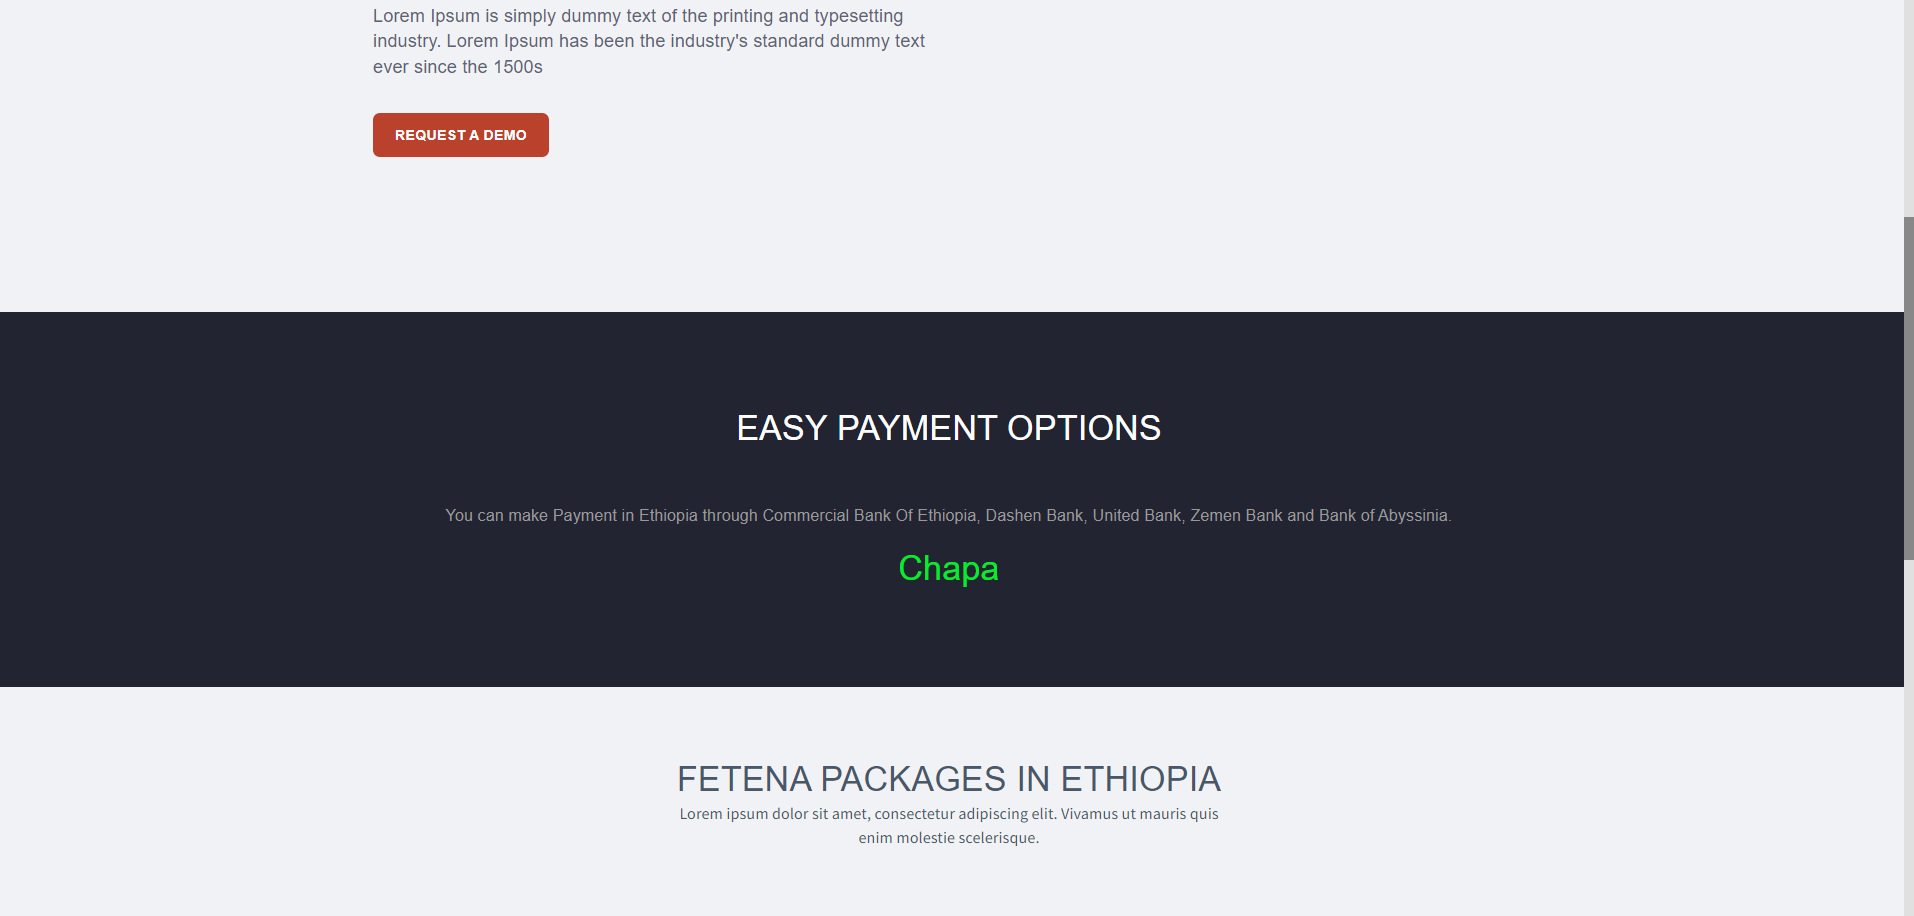 Lorem Ipsum is simply dummy text of the printing and typesetting
industry. Lorem Ipsum has been the industry's standard dummy text
ever since the 1500s
REQUEST A DEMO
EASY PAYMENT OPTIONS
You can make Payment in Ethiopia through Commercial Bank Of Ethiopia, Dashen Bank, United Bank, Zemen Bank and Bank of Abyssinia.
Chapa
FETENA PACKAGES IN ETHIOPIA
Lorem ipsum dolor sit amet, consectetur adipiscing elit. Vivamus ut mauris quis
enim molestie scelerisque.